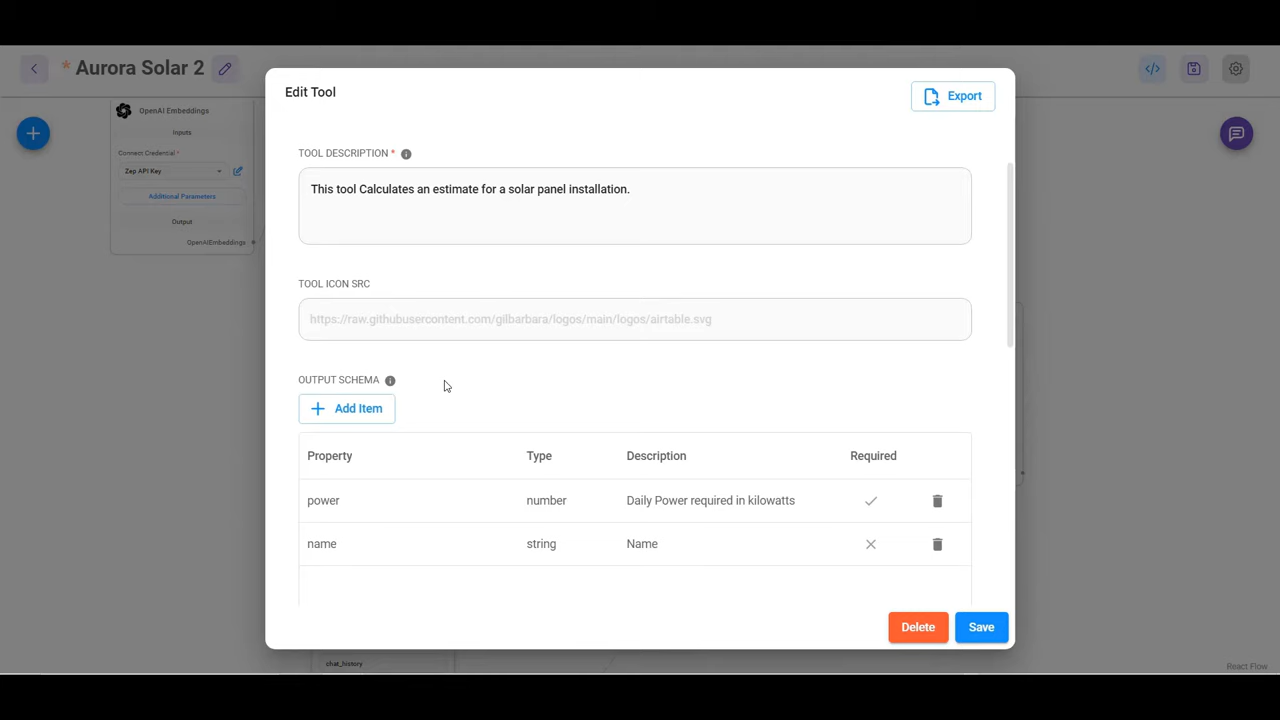 * Aurora Solar 2
OpenAI Embeddings
Inputs
Connect Credential *
Zep API Key
Additional Parameters
Output
OpenAIEmbeddings
Edit Tool
Export
TOOL DESCRIPTION *
This tool Calculates an estimate for a solar panel installation.
TOOL ICON SRC
https://raw.githubusercontent.com/gilbarbara/logos/main/logos/airtable.svg
OUTPUT SCHEMA
+ Add Item
Property Type Description Required
power number Daily Power required in kilowatts
name string Name
Delete Save
chat_history
React Flow